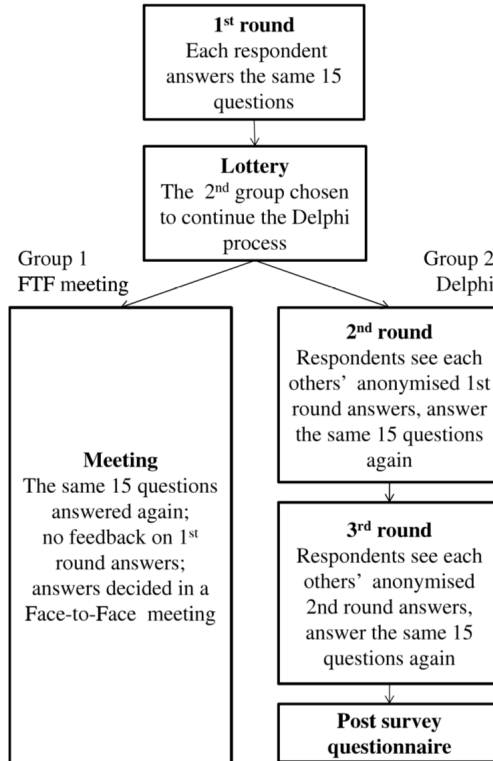 1st round
Each respondent
answers the same 15
questions
Lottery
The 2nd group chosen
to continue the Delphi
process
Group 1
FTF meeting
Group 2
Delphi
Meeting
The same 15 questions
answered again;
no feedback on 1st
round answers;
answers decided in a
Face-to-Face meeting
2nd round
Respondents see each
others’ anonymised 1st
round answers, answer
the same 15 questions
again
3rd round
Respondents see each
others’ anonymised
2nd round answers,
answer the same 15
questions again
Post survey
questionnaire